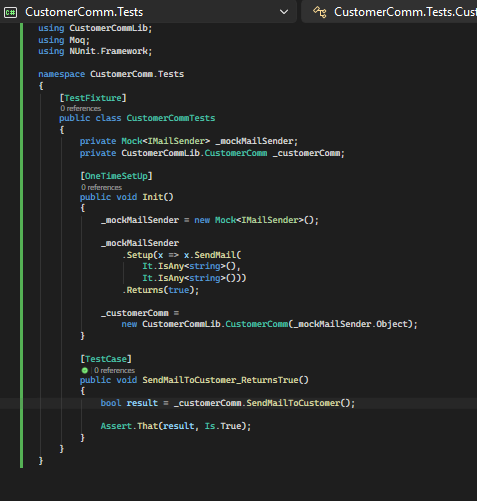 CustomerComm.Tests
CustomerComm.Tests.Cus
using CustomerCommLib;
using Moq;
using NUnit.Framework;
namespace CustomerComm.Tests
{
[TestFixture]
0 references
public class CustomerCommTests
{
private Mock<IMailSender> _mockMailSender;
private CustomerCommLib.CustomerComm _customerComm;
[OneTimeSetUp]
0 references
public void Init()
{
_mockMailSender = new Mock<IMailSender>();
_mockMailSender
.Setup(x => x.SendMail(
It.IsAny<string>(),
It.IsAny<string>()))
.Returns(true);
_customerComm =
new CustomerCommLib.CustomerComm(_mockMailSender.Object);
}
[TestCase]
0 references
public void SendMailToCustomer_ReturnsTrue()
{
bool result = _customerComm.SendMailToCustomer();
Assert.That(result, Is.True);
}
}
}